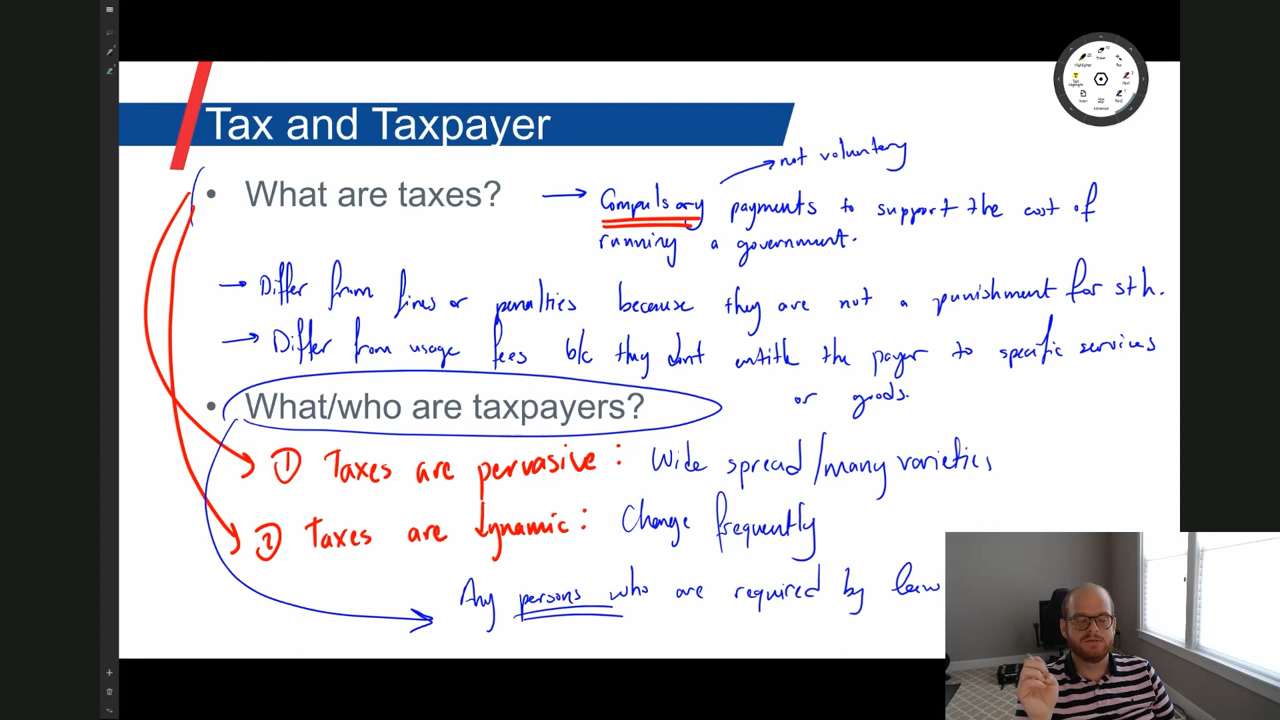 Tax and Taxpayer
not voluntary
• What are taxes? → Compulsory payments to support the cost of
running a government.
→ Differ from fines or penalties because they are not a punishment for sth.
→ Differ from usage fees b/c they dont entitle the payer to specific services
or goods.
• What/who are taxpayers?
① Taxes are pervasive: Wide spread/many varieties
② Taxes are dynamic: Change frequently
Any persons who are required by law